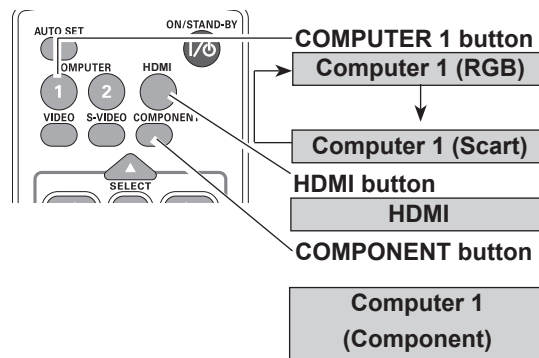 AUTO SET
ON/STAND-BY
COMPUTER
HDMI
1
2
VIDEO
S-VIDEO
COMPONENT
SELECT
COMPUTER 1 button
Computer 1 (RGB)
Computer 1 (Scart)
HDMI button
HDMI
COMPONENT button
Computer 1
(Component)